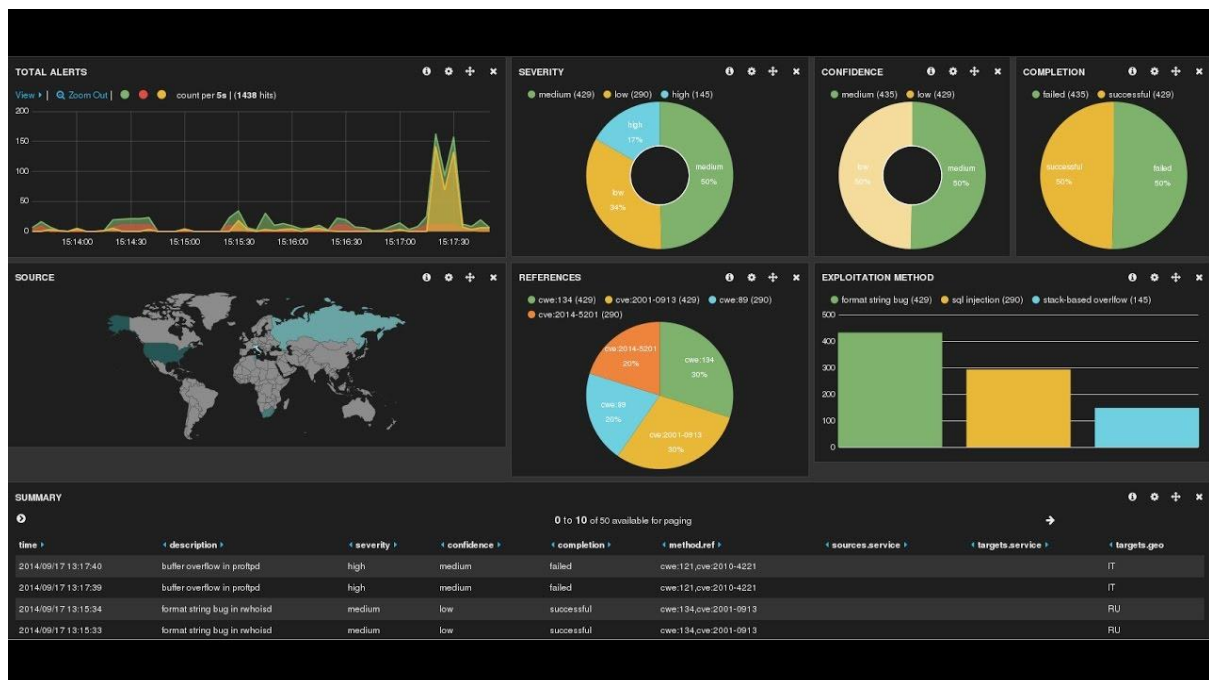 TOTAL ALERTS
View | Zoom Out | count per 5s | (1438 hits)
200
150
100
50
0
15:14:00 15:14:30 15:15:00 15:15:30 15:16:00 15:16:30 15:17:00 15:17:30
SEVERITY
medium (429) low (290) high (145)
high
17%
medium
50%
low
34%
CONFIDENCE
medium (435) low (429)
low
50%
medium
50%
COMPLETION
failed (435) successful (429)
successful
50%
failed
50%
SOURCE
REFERENCES
cwe:134 (429) cve:2001-0913 (429) cwe:89 (290)
cve:2014-5201 (290)
cve:2014-5201
20%
cwe:134
30%
cwe:89
20%
cve:2001-0913
30%
EXPLOITATION METHOD
format string bug (429) sql injection (290) stack-based overflow (145)
500
400
300
200
100
0
SUMMARY
0 to 10 of 50 available for paging
time description severity confidence completion method.ref sources.service targets.service targets.geo
2014/09/17 13:17:40 buffer overflow in proftpd high medium failed cwe:121,cve:2010-4221 IT
2014/09/17 13:17:39 buffer overflow in proftpd high medium failed cwe:121,cve:2010-4221 IT
2014/09/17 13:15:34 format string bug in rwhoisd medium low successful cwe:134,cve:2001-0913 RU
2014/09/17 13:15:33 format string bug in rwhoisd medium low successful cwe:134,cve:2001-0913 RU